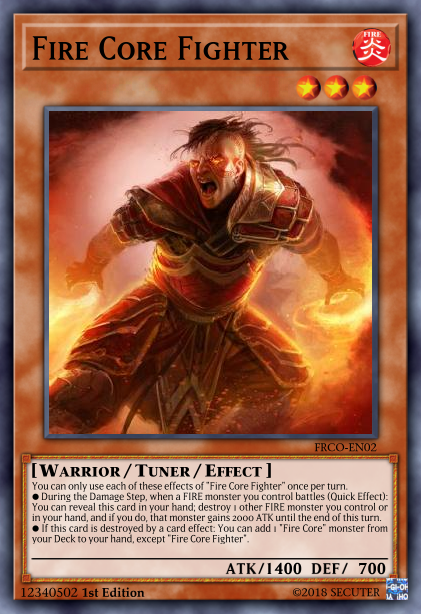 Fire Core Fighter
FIRE
炎
FRCO-EN02
[Warrior / Tuner / Effect]
You can only use each of these effects of "Fire Core Fighter" once per turn.
● During the Damage Step, when a FIRE monster you control battles (Quick Effect):
You can reveal this card in your hand; destroy 1 other FIRE monster you control or
in your hand, and if you do, that monster gains 2000 ATK until the end of this turn.
● If this card is destroyed by a card effect: You can add 1 "Fire Core" monster from
your Deck to your hand, except "Fire Core Fighter".
ATK/1400 DEF/ 700
12340502 1st Edition
©2018 SECUTER